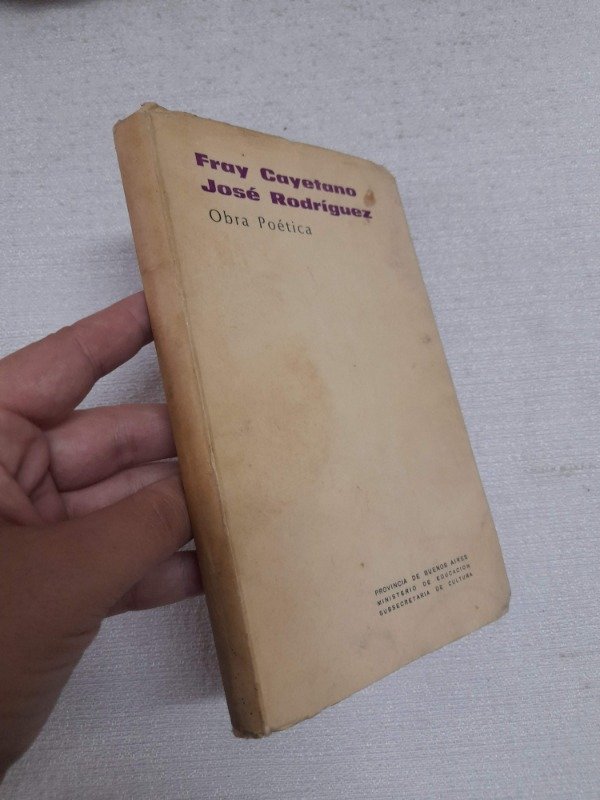 Fray Cayetano
José Rodríguez
Obra Poética
PROVINCIA DE BUENOS AIRES
MINISTERIO DE EDUCACION
SUBSECRETARIA DE CULTURA